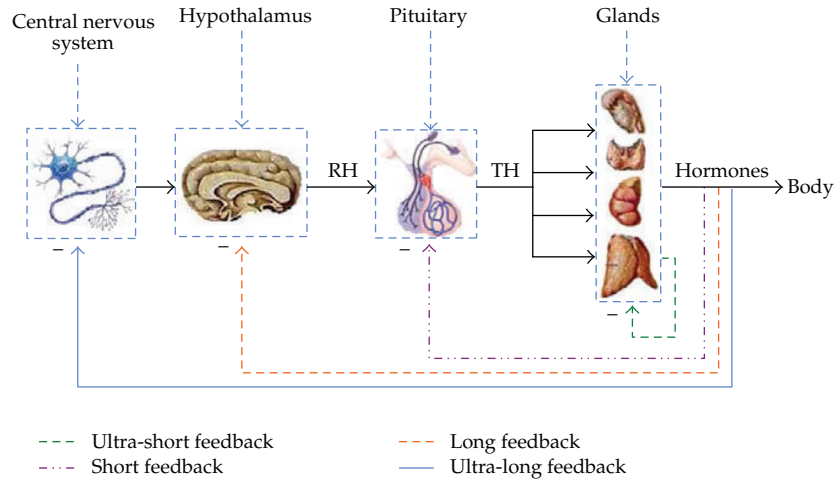 Central nervous
system
Hypothalamus
Pituitary
Glands
RH
TH
Hormones
Body
−
−
−
−
Ultra-short feedback
Short feedback
Long feedback
Ultra-long feedback